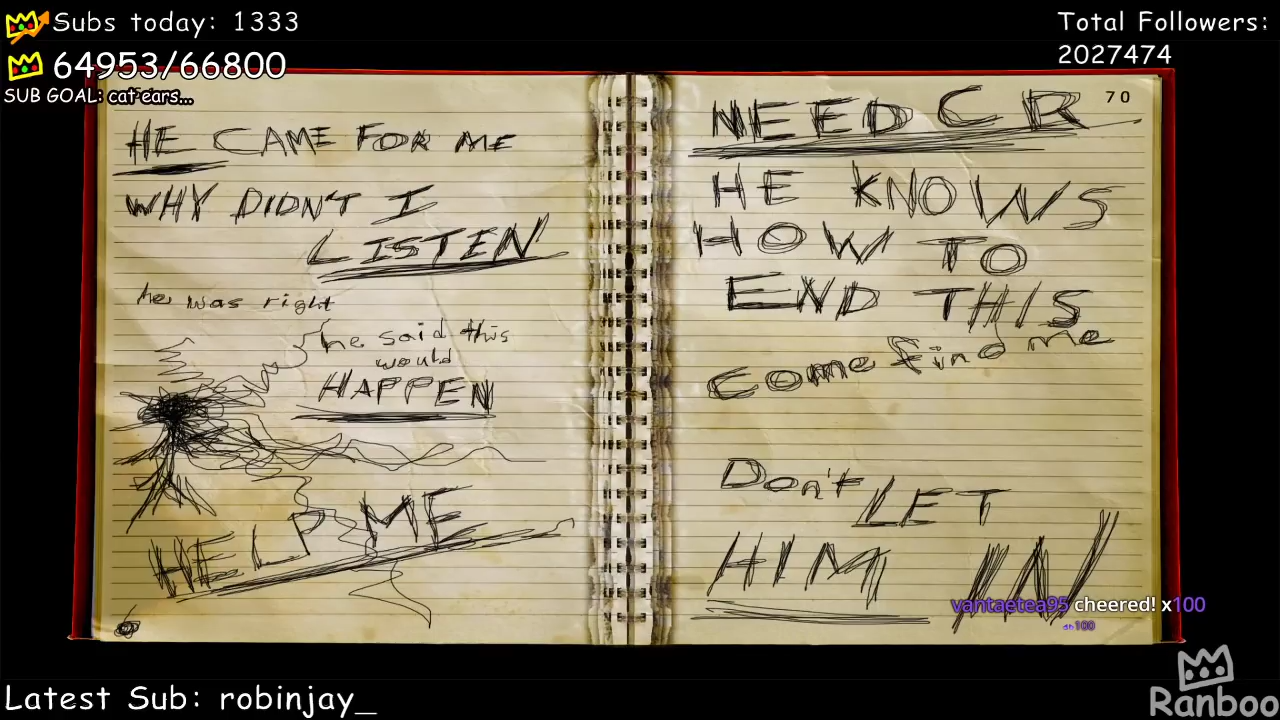 Subs today: 1333
64953/66800
SUB GOAL: cat ears...
Total Followers:
2027474
HE CAME FOR ME
WHY DIDN'T I
LISTEN
he was right
he said this
would
HAPPEN
HELP ME
70
NEED CR
HE KNOWS
HOW TO
END THIS
come find me
Don't LET
HIM IN
vantaetea95 cheered! x100
100
Latest Sub: robinjay_
Ranboo